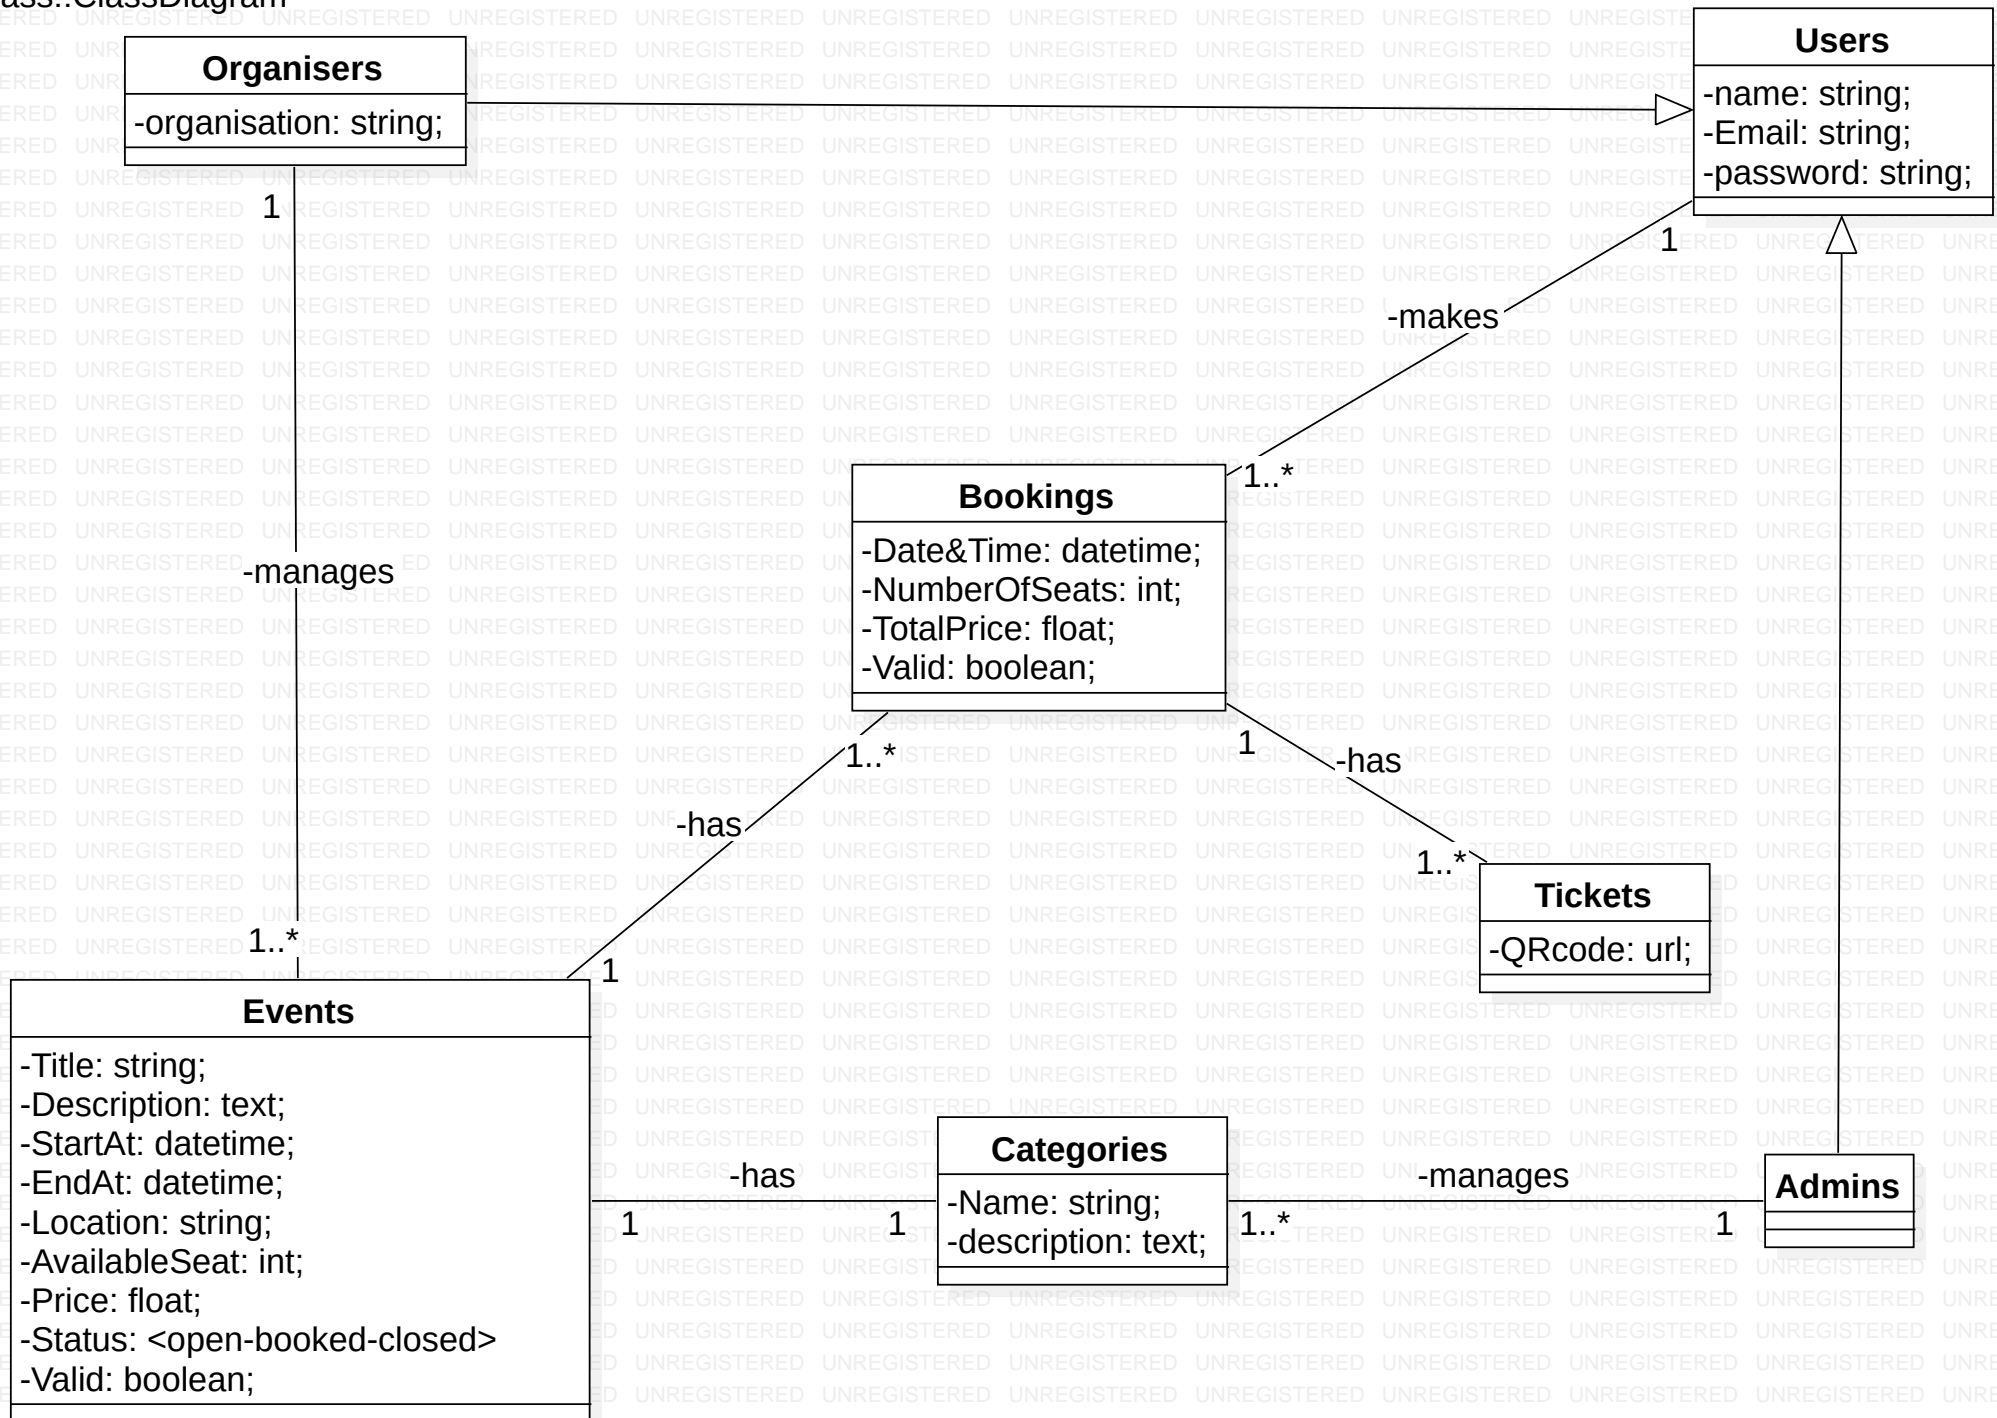 ass::ClassDiagram
Organisers
-organisation: string;
Users
-name: string;
-Email: string;
-password: string;
1
1
-makes
1..*
Bookings
-Date&Time: datetime;
-NumberOfSeats: int;
-TotalPrice: float;
-Valid: boolean;
-manages
1..*
1
-has
-has
1..*
Tickets
-QRcode: url;
1..*
1
Events
-Title: string;
-Description: text;
-StartAt: datetime;
-EndAt: datetime;
-Location: string;
-AvailableSeat: int;
-Price: float;
-Status: <open-booked-closed>
-Valid: boolean;
-has
1
1
Categories
-Name: string;
-description: text;
-manages
1..*
1
Admins
UNREGISTERED